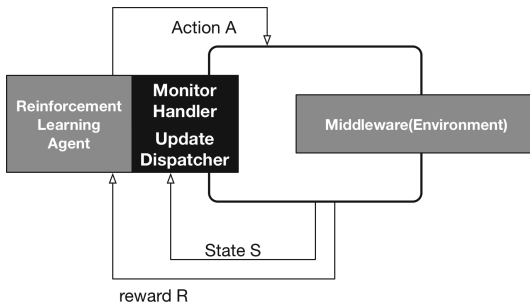 Action A
Reinforcement
Learning
Agent
Monitor
Handler
Update
Dispatcher
Middleware(Environment)
State S
reward R